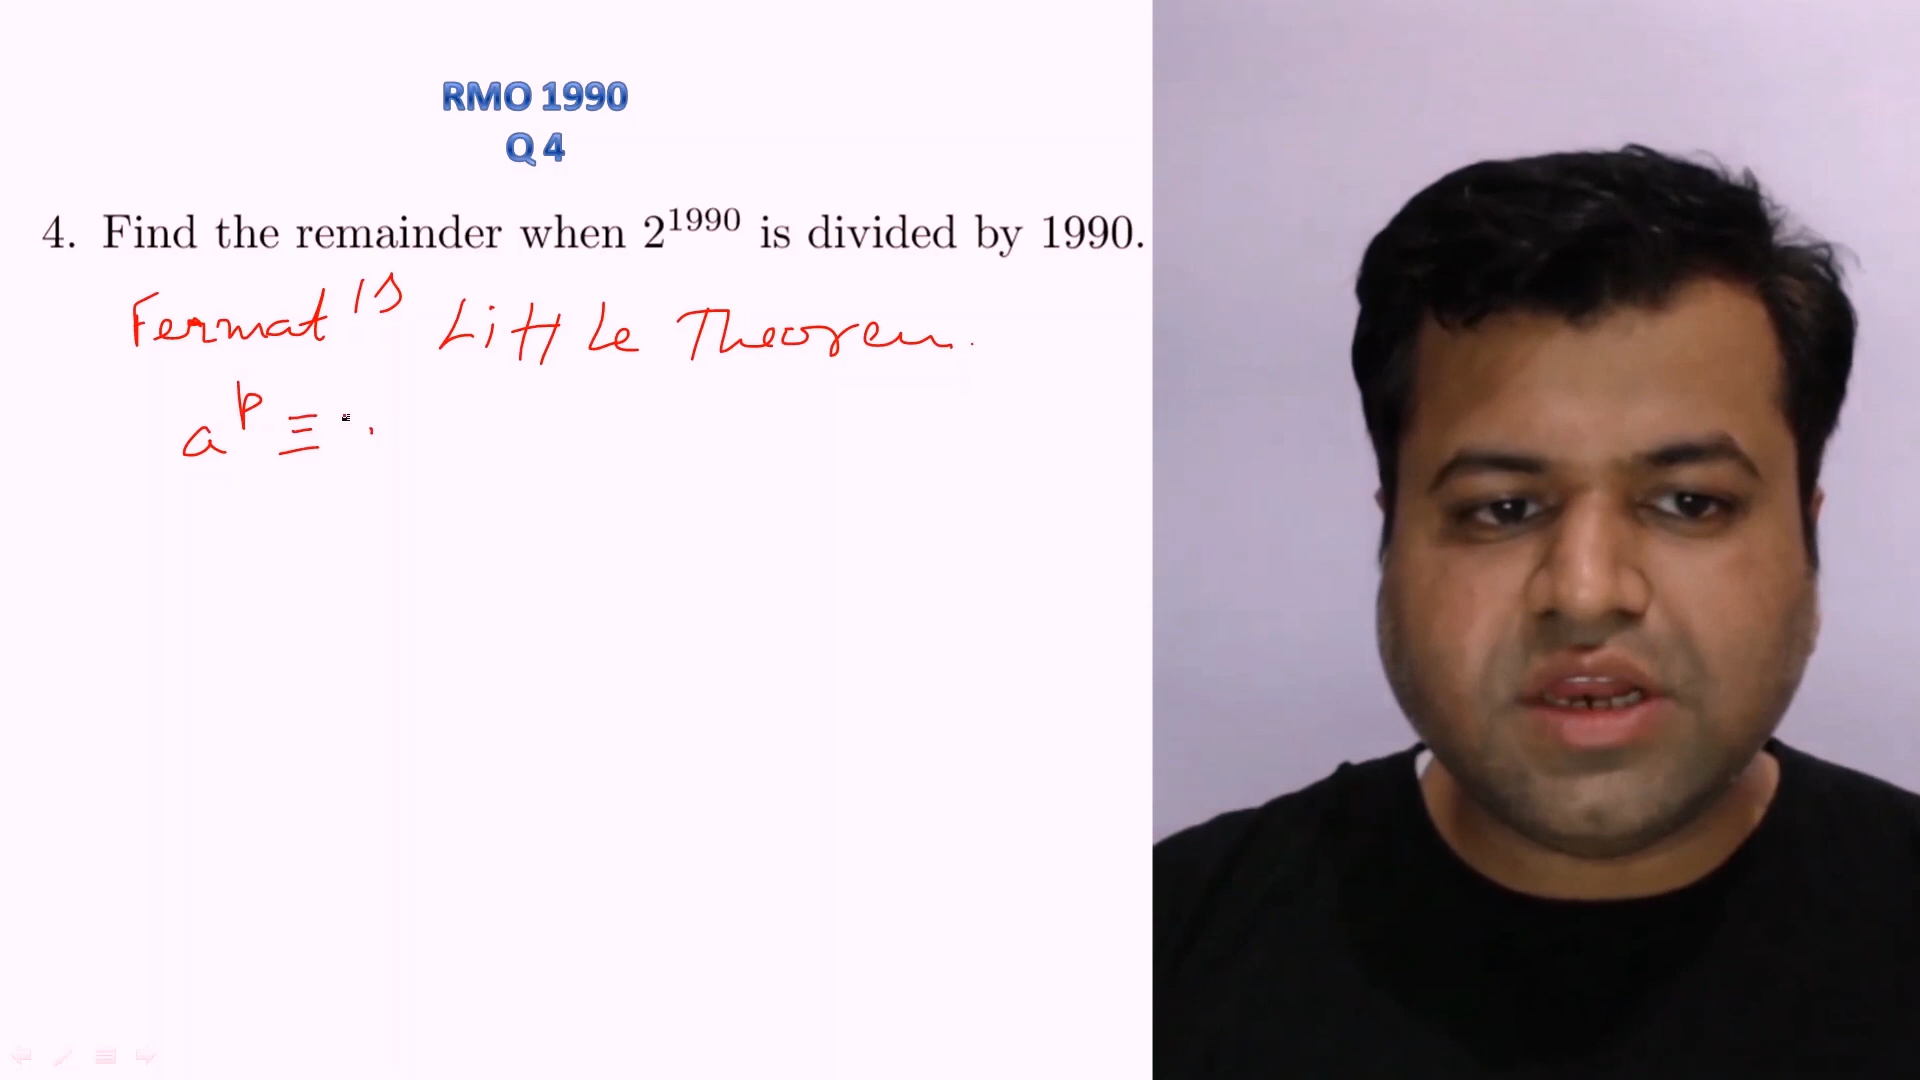 RMO 1990
Q 4
4. Find the remainder when 2^1990 is divided by 1990.
Fermat's Little Theorem.
a^p ≡